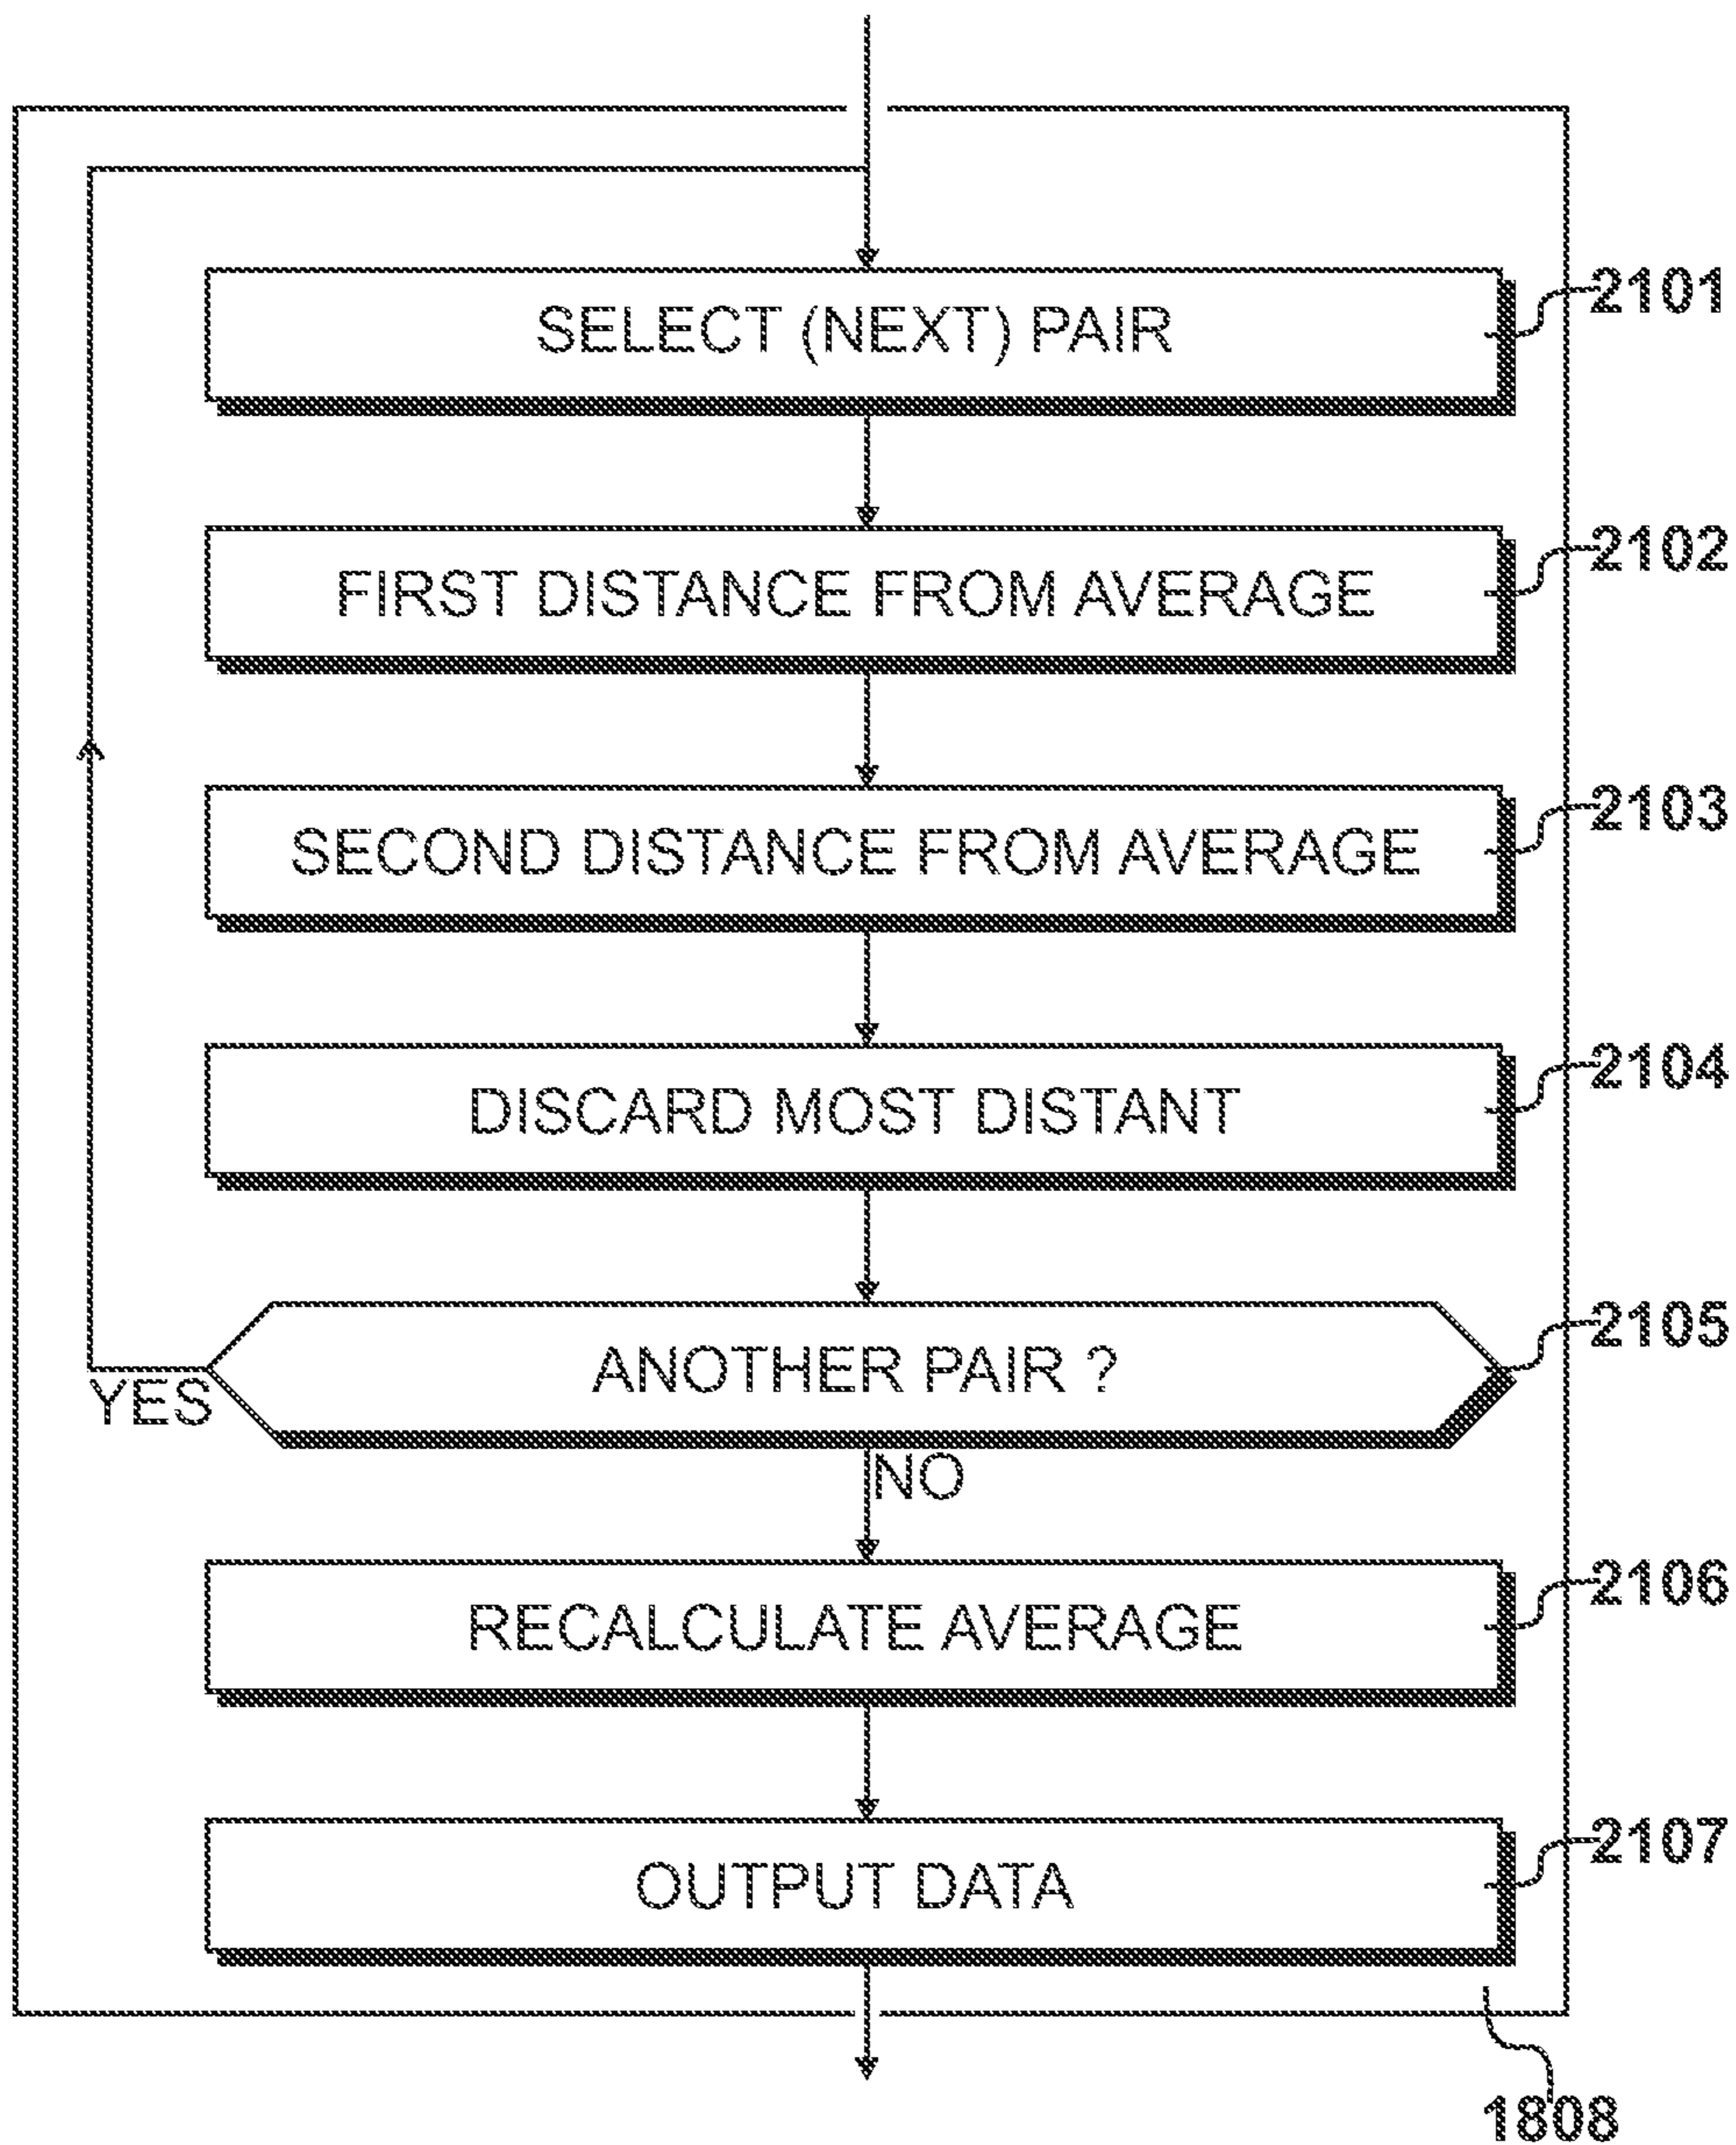 SELECT (NEXT) PAIR
2101
FIRST DISTANCE FROM AVERAGE
2102
SECOND DISTANCE FROM AVERAGE
2103
DISCARD MOST DISTANT
2104
ANOTHER PAIR ?
2105
YES
NO
RECALCULATE AVERAGE
2106
OUTPUT DATA
2107
1808